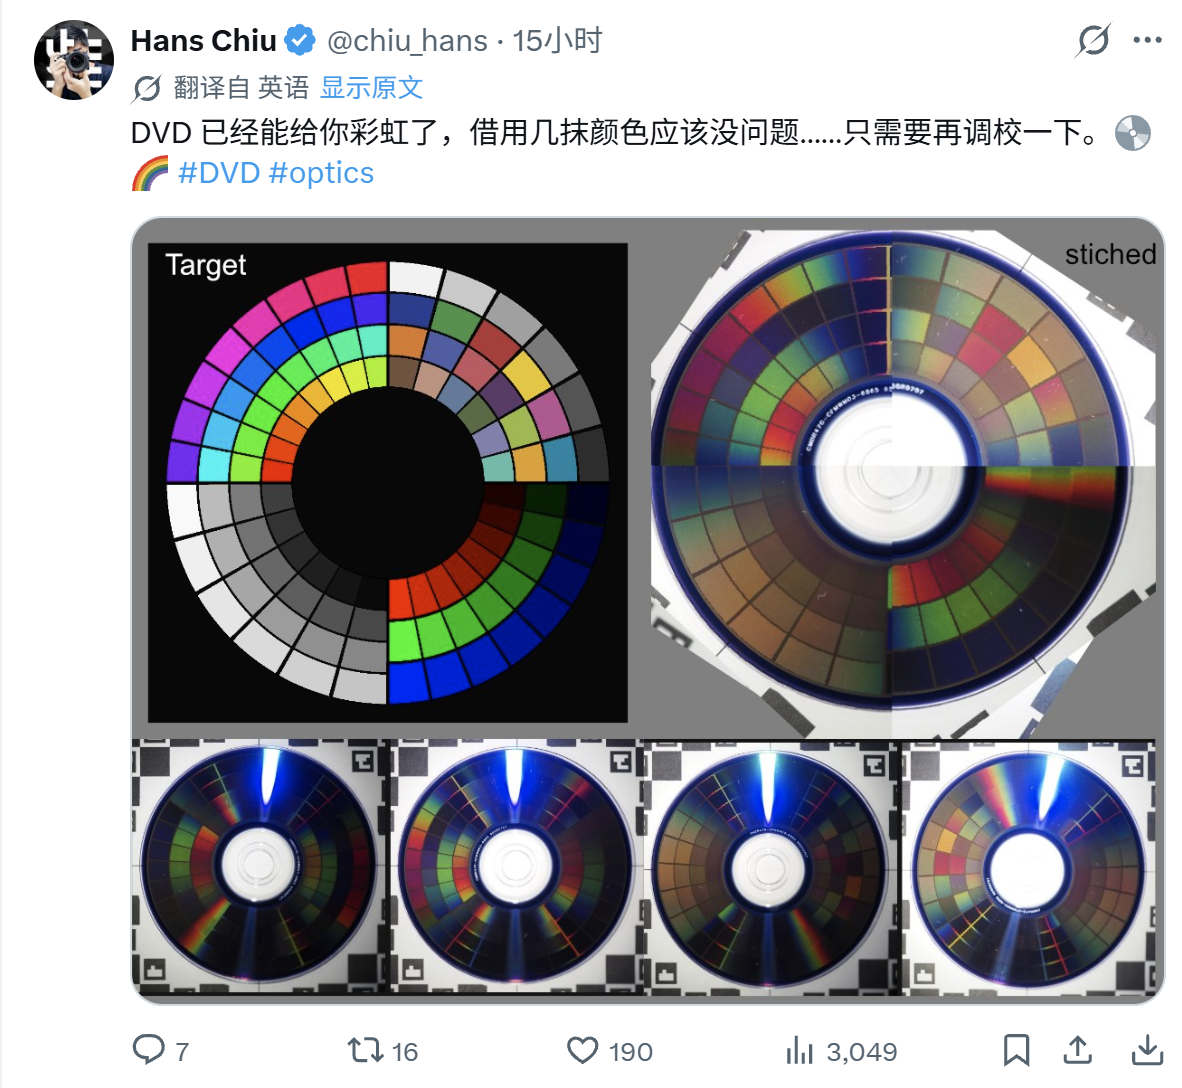 Hans Chiu @chiu_hans · 15小时
翻译自 英语 显示原文
DVD 已经能给你彩虹了，借用几抹颜色应该没问题……只需要再调校一下。💿
🌈 #DVD #optics
Target
stiched
7 16 190 3,049